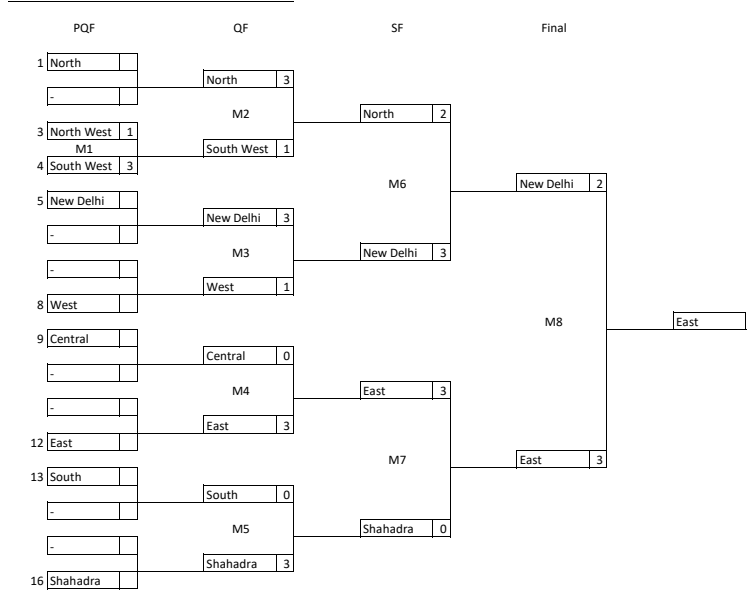 PQF QF SF Final
1 North
North 3
-
M2 North 2
3 North West 1
M1 South West 1
4 South West 3
M6 New Delhi 2
5 New Delhi
New Delhi 3
-
M3 New Delhi 3
-
West 1
8 West
M8 East
9 Central
Central 0
-
M4 East 3
-
East 3
12 East
M7 East 3
13 South
South 0
-
M5 Shahadra 0
-
Shahadra 3
16 Shahadra